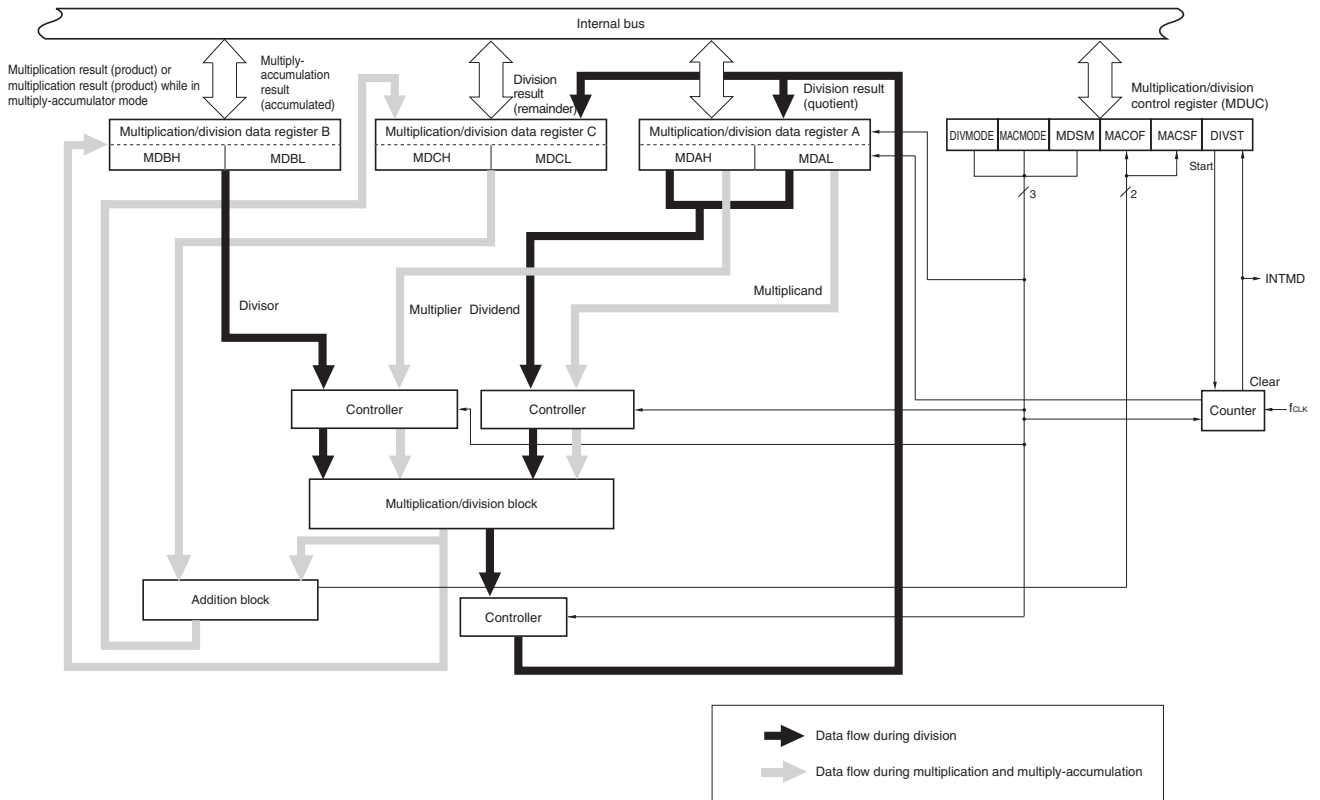 Internal bus
Multiplication result (product) or
multiplication result (product) while in
multiply-accumulator mode
Multiply-
accumulation
result
(accumulated)
Division
result
(remainder)
Division result
(quotient)
Multiplication/division
control register (MDUC)
Multiplication/division data register B
MDBH
MDBL
Multiplication/division data register C
MDCH
MDCL
Multiplication/division data register A
MDAH
MDAL
DIVMODE
MACMODE
MDSM
MACOF
MACSF
DIVST
Start
3
2
INTMD
Divisor
Multiplier
Dividend
Multiplicand
Clear
Controller
Controller
Counter
fCLK
Multiplication/division block
Addition block
Controller
Data flow during division
Data flow during multiplication and multiply-accumulation